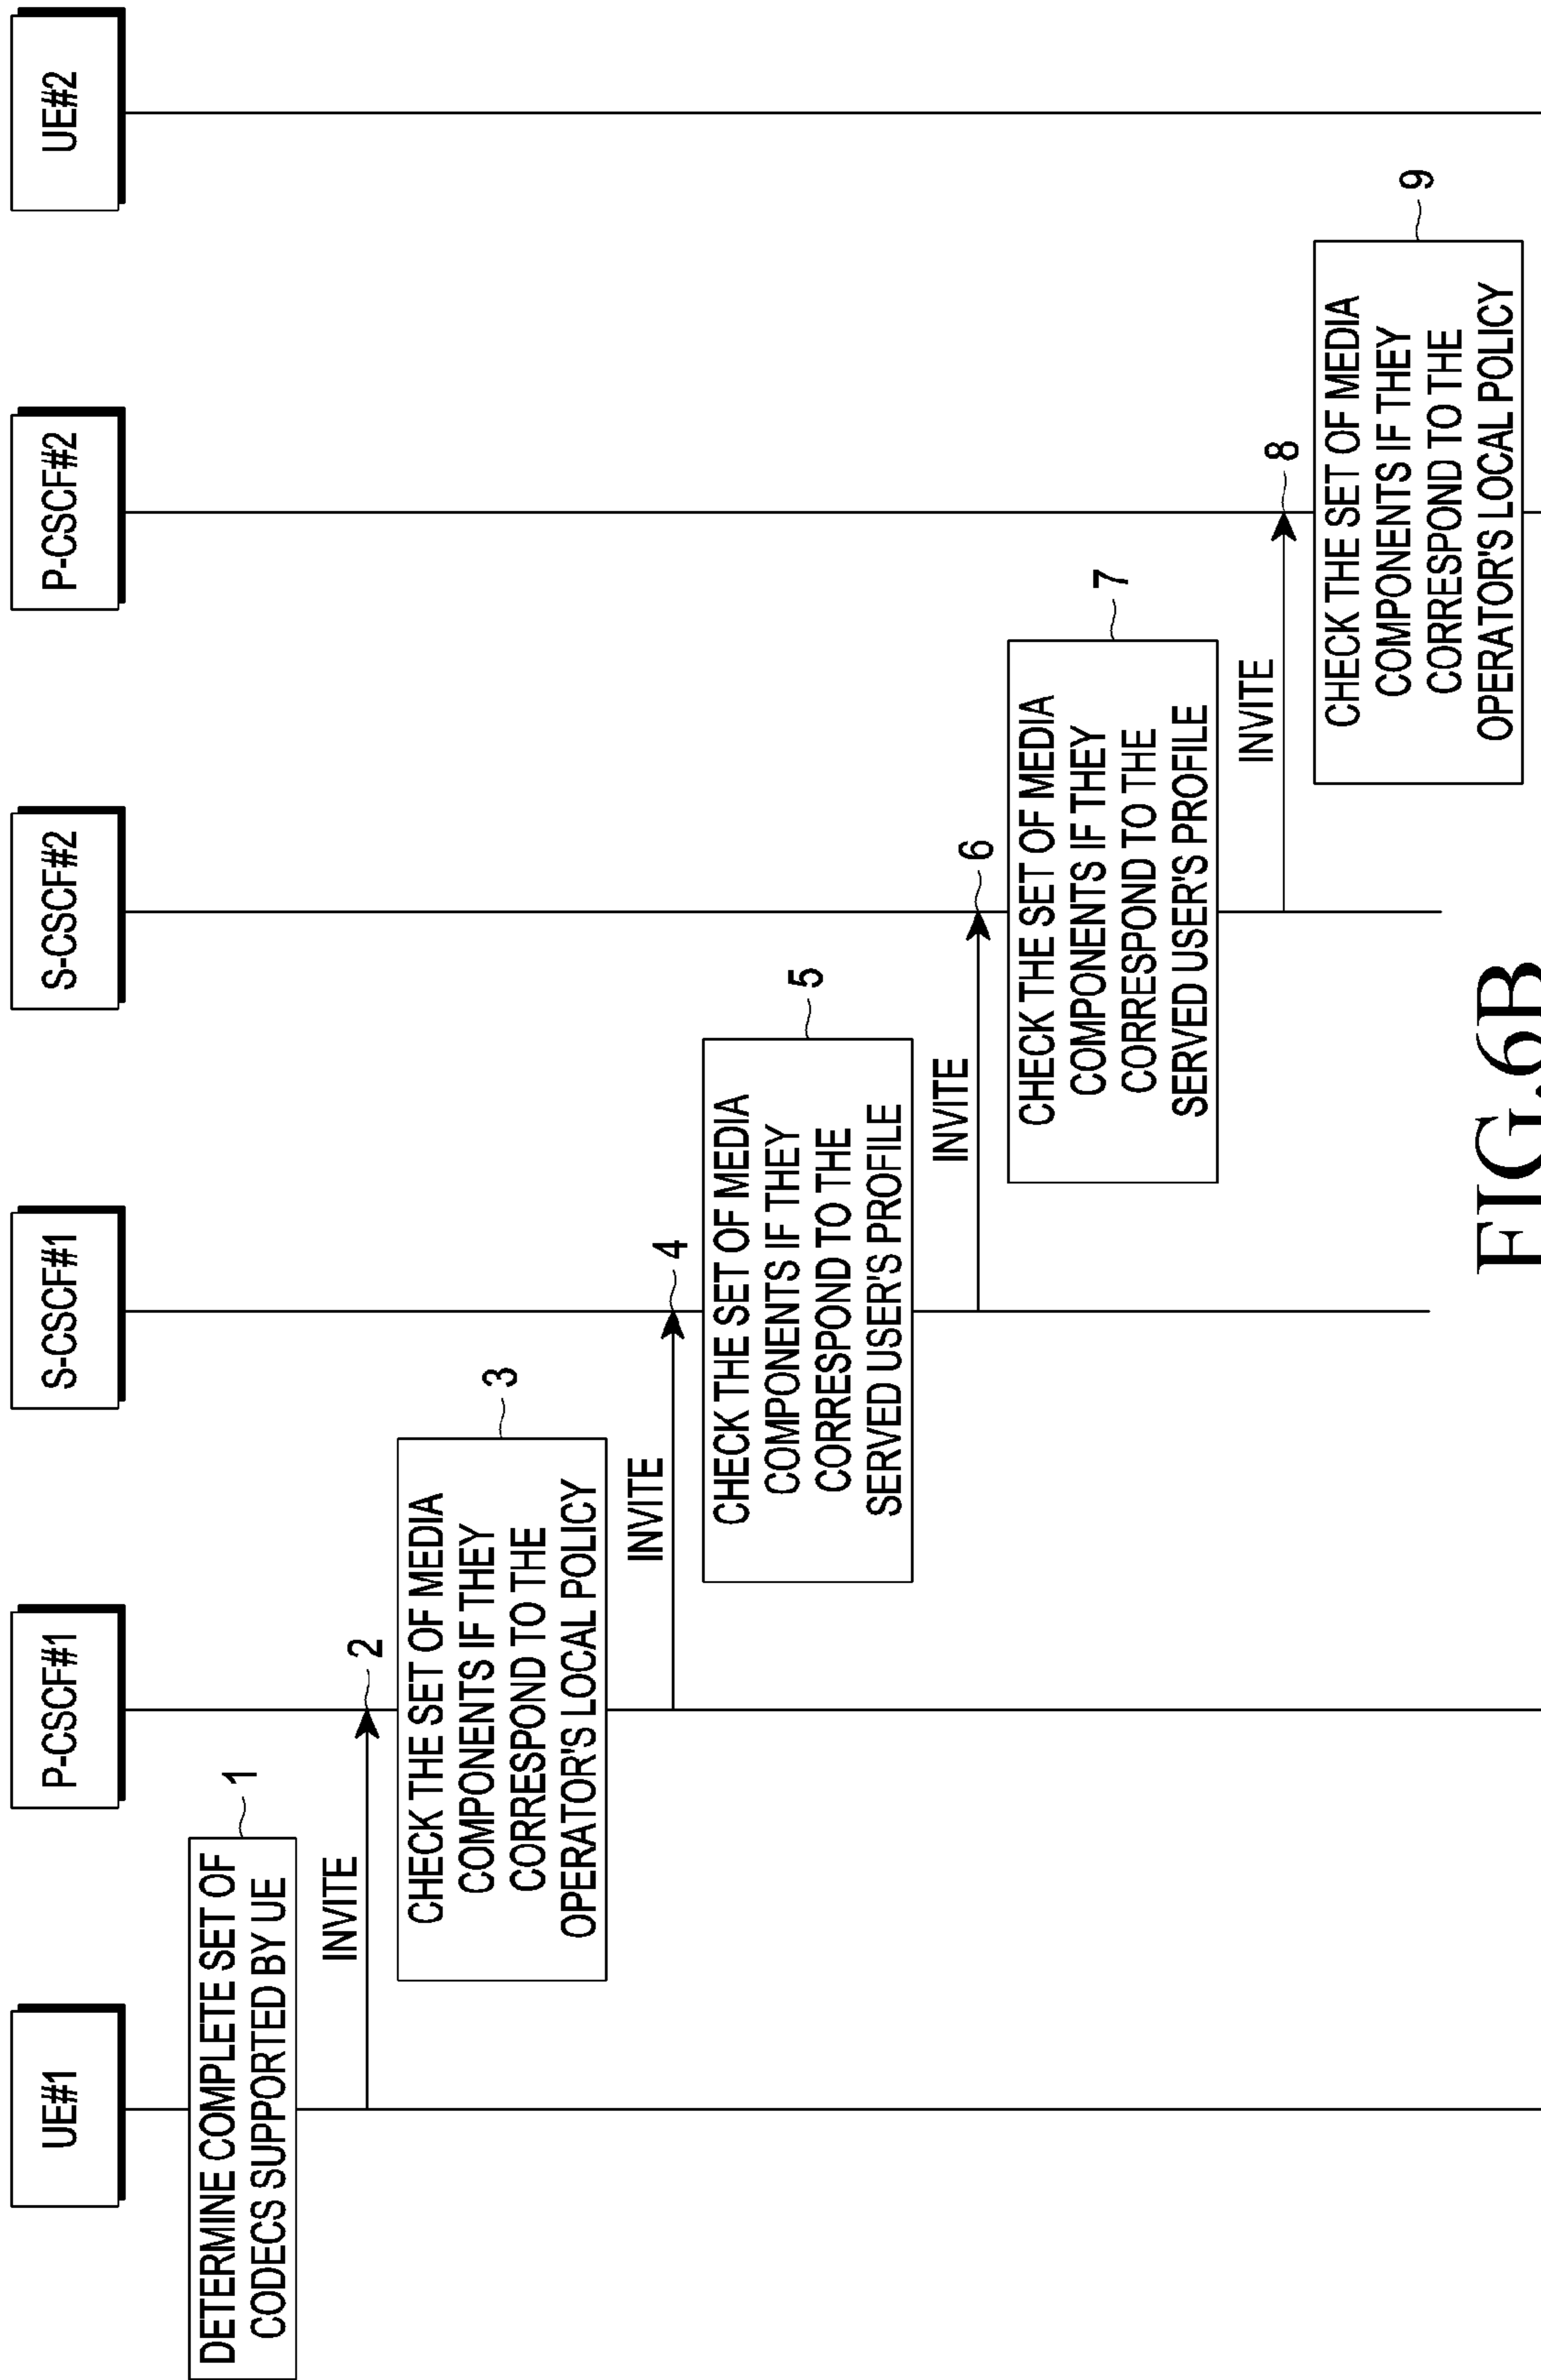 UE#1
P-CSCF#1
S-CSCF#1
S-CSCF#2
P-CSCF#2
UE#2
DETERMINE COMPLETE SET OF
CODECS SUPPORTED BY UE
1
INVITE
2
CHECK THE SET OF MEDIA
COMPONENTS IF THEY
CORRESPOND TO THE
OPERATOR'S LOCAL POLICY
3
INVITE
4
CHECK THE SET OF MEDIA
COMPONENTS IF THEY
CORRESPOND TO THE
SERVED USER'S PROFILE
5
INVITE
6
CHECK THE SET OF MEDIA
COMPONENTS IF THEY
CORRESPOND TO THE
SERVED USER'S PROFILE
7
INVITE
8
CHECK THE SET OF MEDIA
COMPONENTS IF THEY
CORRESPOND TO THE
OPERATOR'S LOCAL POLICY
9
FIG.6B